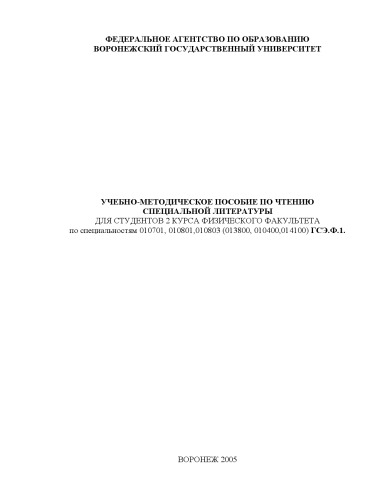 ФЕДЕРАЛЬНОЕ АГЕНТСТВО ПО ОБРАЗОВАНИЮ
ВОРОНЕЖСКИЙ ГОСУДАРСТВЕННЫЙ УНИВЕРСИТЕТ
УЧЕБНО-МЕТОДИЧЕСКОЕ ПОСОБИЕ ПО ЧТЕНИЮ
СПЕЦИАЛЬНОЙ ЛИТЕРАТУРЫ
ДЛЯ СТУДЕНТОВ 2 КУРСА ФИЗИЧЕСКОГО ФАКУЛЬТЕТА
по специальностям 010701, 010801,010803 (013800, 010400,014100) ГСЭ.Ф.1.
ВОРОНЕЖ 2005